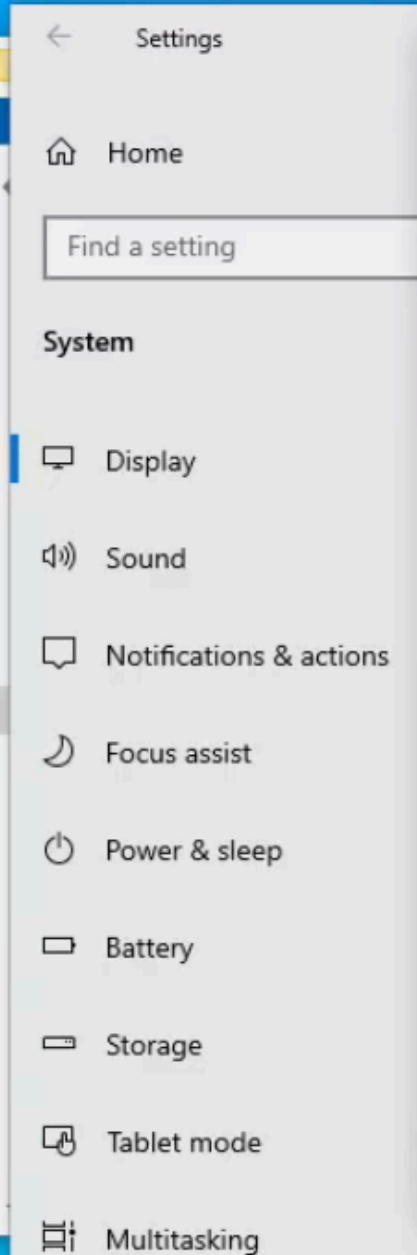 Settings
Home
Find a setting
System
Display
Sound
Notifications & actions
Focus assist
Power & sleep
Battery
Storage
Tablet mode
Multitasking